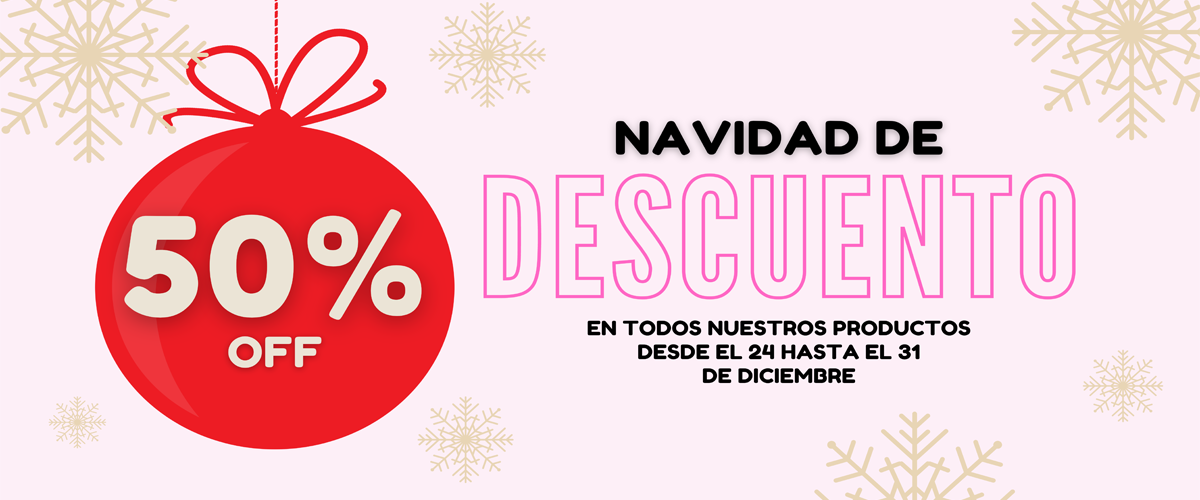 50%
OFF
NAVIDAD DE
DESCUENTO
EN TODOS NUESTROS PRODUCTOS
DESDE EL 24 HASTA EL 31
DE DICIEMBRE